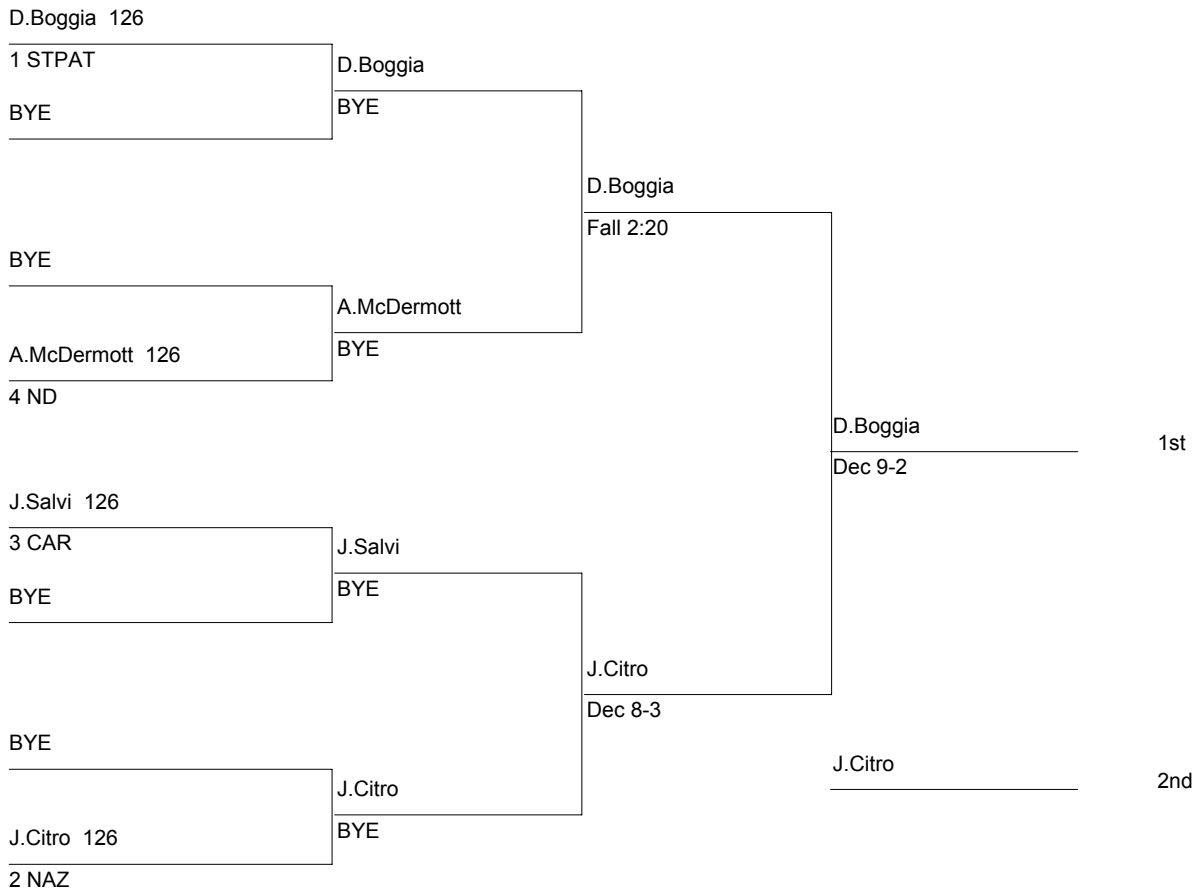 D.Boggia 126
1 STPAT
BYE
D.Boggia
BYE
D.Boggia
Fall 2:20
BYE
A.McDermott 126
4 ND
A.McDermott
BYE
D.Boggia
Dec 9-2
1st
J.Salvi 126
3 CAR
BYE
J.Salvi
BYE
J.Citro
Dec 8-3
BYE
J.Citro 126
2 NAZ
J.Citro
BYE
J.Citro
2nd